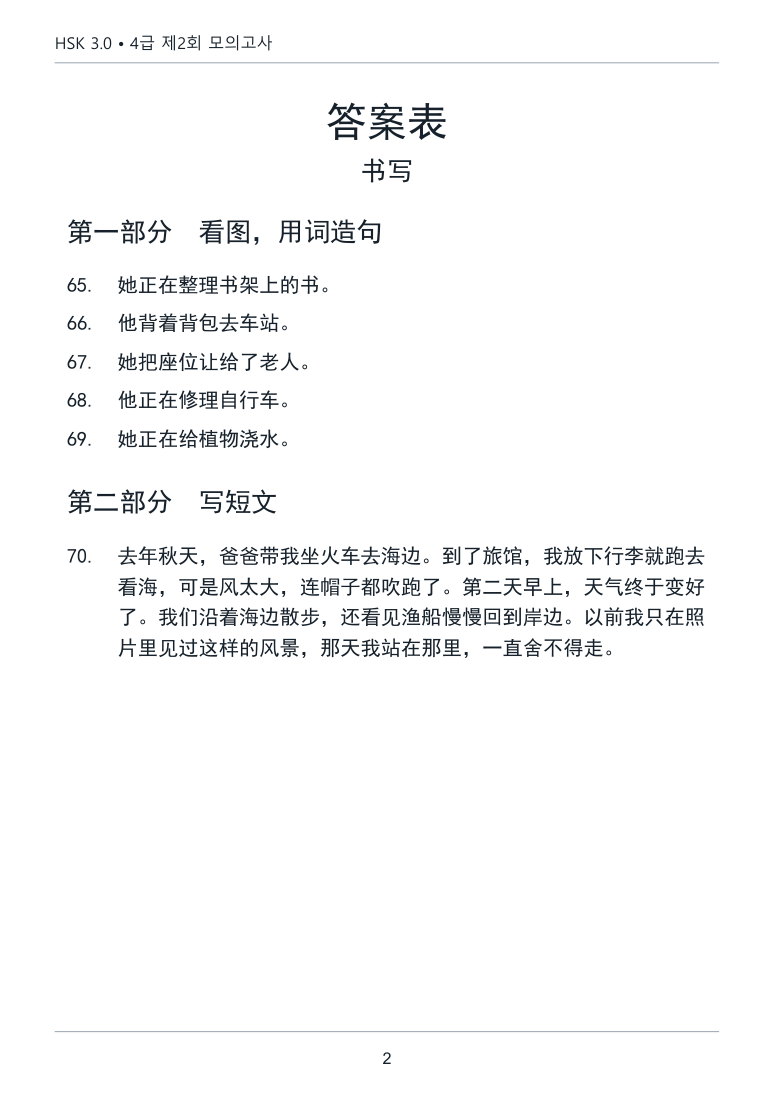 HSK 3.0 • 4급 제2회 모의고사
答案表
书写
第一部分　看图，用词造句
65. 她正在整理书架上的书。
66. 他背着背包去车站。
67. 她把座位让给了老人。
68. 他正在修理自行车。
69. 她正在给植物浇水。
第二部分　写短文
70. 去年秋天，爸爸带我坐火车去海边。到了旅馆，我放下行李就跑去
看海，可是风太大，连帽子都吹跑了。第二天早上，天气终于变好
了。我们沿着海边散步，还看见渔船慢慢回到岸边。以前我只在照
片里见过这样的风景，那天我站在那里，一直舍不得走。
2